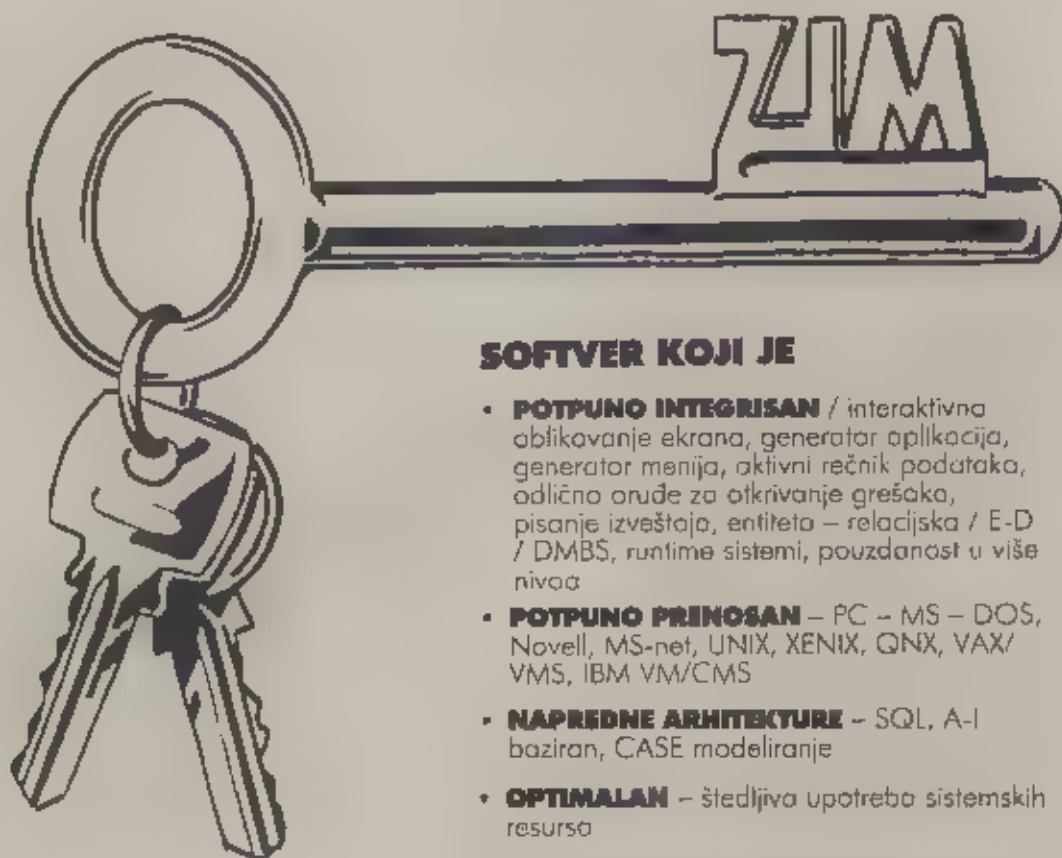 ZIM
SOFTVER KOJI JE
• POTPUNO INTEGRISAN / interaktivno
oblikovanje ekrana, generator aplikacija,
generator menija, aktivni rečnik podataka,
odlično oruđe za otkrivanje grešaka,
pisanje izveštaja, entiteta – relacijska / E-D
/ DMBS, runtime sistemi, pouzdanost u više
nivoa
• POTPUNO PRENOSAN – PC – MS – DOS,
Novell, MS-net, UNIX, XENIX, QNX, VAX/
VMS, IBM VM/CMS
• NAPREDNE ARHITEKTURE – SQL, A-I
baziran, CASE modeliranje
• OPTIMALAN – štedljiva upotreba sistemskih
resursa